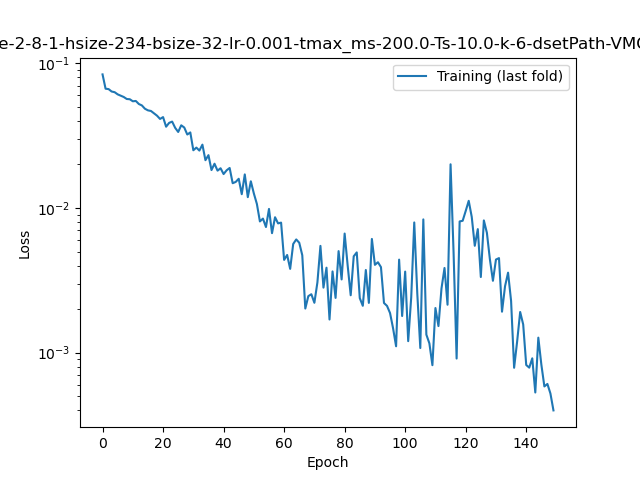 e-2-8-1-hsize-234-bsize-32-lr-0.001-tmax_ms-200.0-Ts-10.0-k-6-dsetPath-VMC
10⁻¹
Training (last fold)
10⁻²
Loss
10⁻³
0 20 40 60 80 100 120 140
Epoch